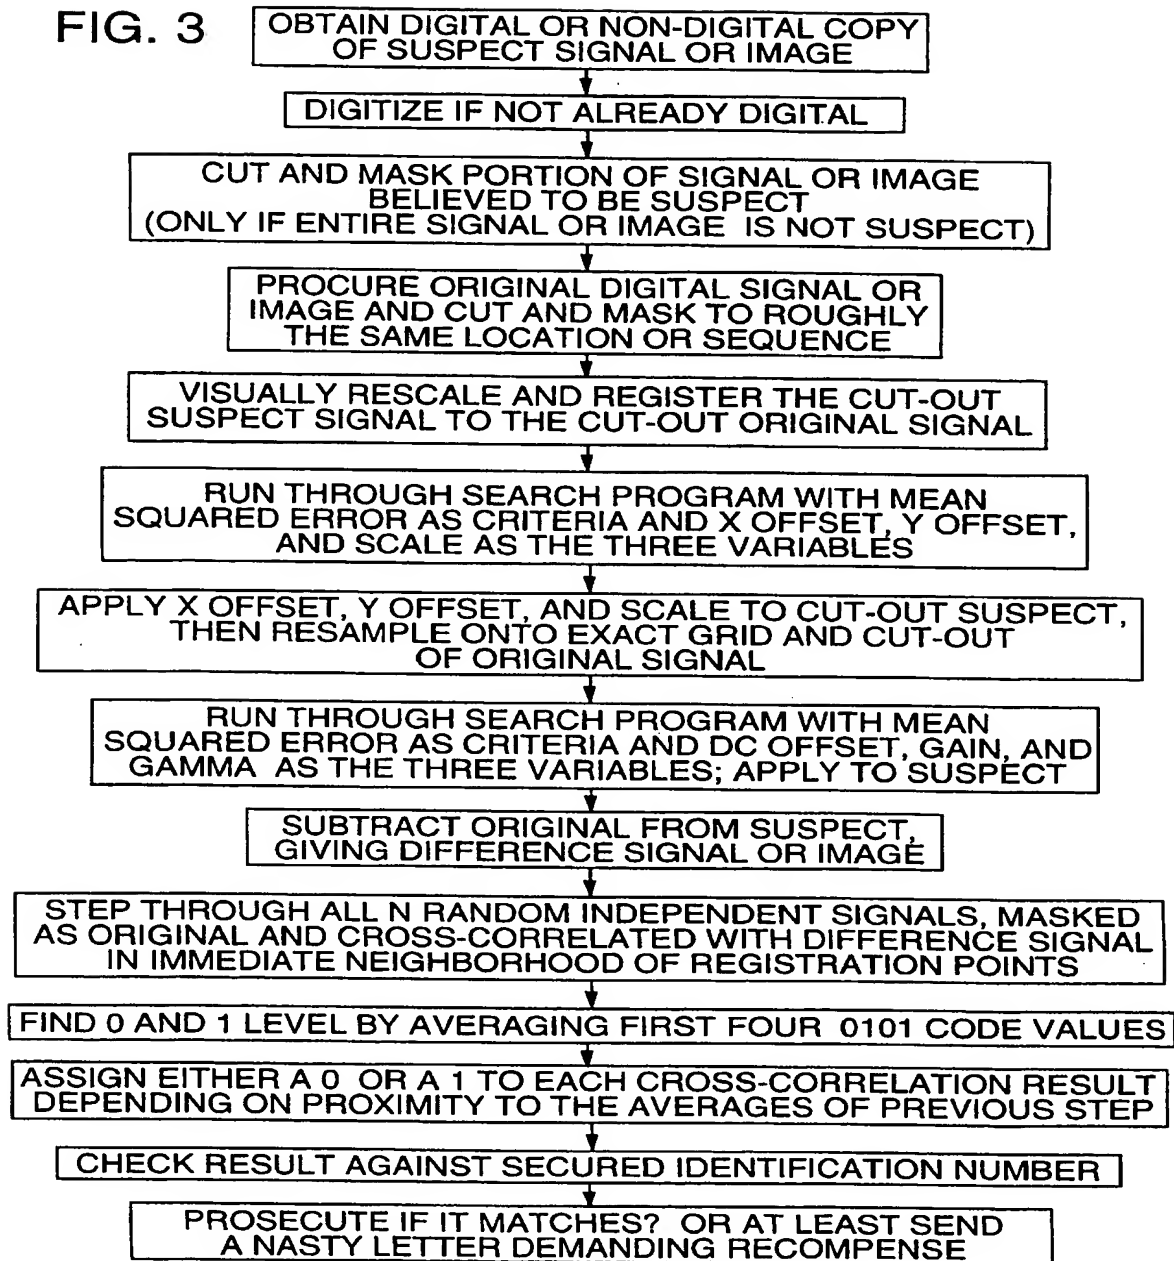 FIG. 3
OBTAIN DIGITAL OR NON-DIGITAL COPY
OF SUSPECT SIGNAL OR IMAGE
DIGITIZE IF NOT ALREADY DIGITAL
CUT AND MASK PORTION OF SIGNAL OR IMAGE
BELIEVED TO BE SUSPECT
(ONLY IF ENTIRE SIGNAL OR IMAGE IS NOT SUSPECT)
PROCURE ORIGINAL DIGITAL SIGNAL OR
IMAGE AND CUT AND MASK TO ROUGHLY
THE SAME LOCATION OR SEQUENCE
VISUALLY RESCALE AND REGISTER THE CUT-OUT
SUSPECT SIGNAL TO THE CUT-OUT ORIGINAL SIGNAL
RUN THROUGH SEARCH PROGRAM WITH MEAN
SQUARED ERROR AS CRITERIA AND X OFFSET, Y OFFSET,
AND SCALE AS THE THREE VARIABLES
APPLY X OFFSET, Y OFFSET, AND SCALE TO CUT-OUT SUSPECT,
THEN RESAMPLE ONTO EXACT GRID AND CUT-OUT
OF ORIGINAL SIGNAL
RUN THROUGH SEARCH PROGRAM WITH MEAN
SQUARED ERROR AS CRITERIA AND DC OFFSET, GAIN, AND
GAMMA AS THE THREE VARIABLES; APPLY TO SUSPECT
SUBTRACT ORIGINAL FROM SUSPECT,
GIVING DIFFERENCE SIGNAL OR IMAGE
STEP THROUGH ALL N RANDOM INDEPENDENT SIGNALS, MASKED
AS ORIGINAL AND CROSS-CORRELATED WITH DIFFERENCE SIGNAL
IN IMMEDIATE NEIGHBORHOOD OF REGISTRATION POINTS
FIND 0 AND 1 LEVEL BY AVERAGING FIRST FOUR 0101 CODE VALUES
ASSIGN EITHER A 0 OR A 1 TO EACH CROSS-CORRELATION RESULT
DEPENDING ON PROXIMITY TO THE AVERAGES OF PREVIOUS STEP
CHECK RESULT AGAINST SECURED IDENTIFICATION NUMBER
PROSECUTE IF IT MATCHES? OR AT LEAST SEND
A NASTY LETTER DEMANDING RECOMPENSE